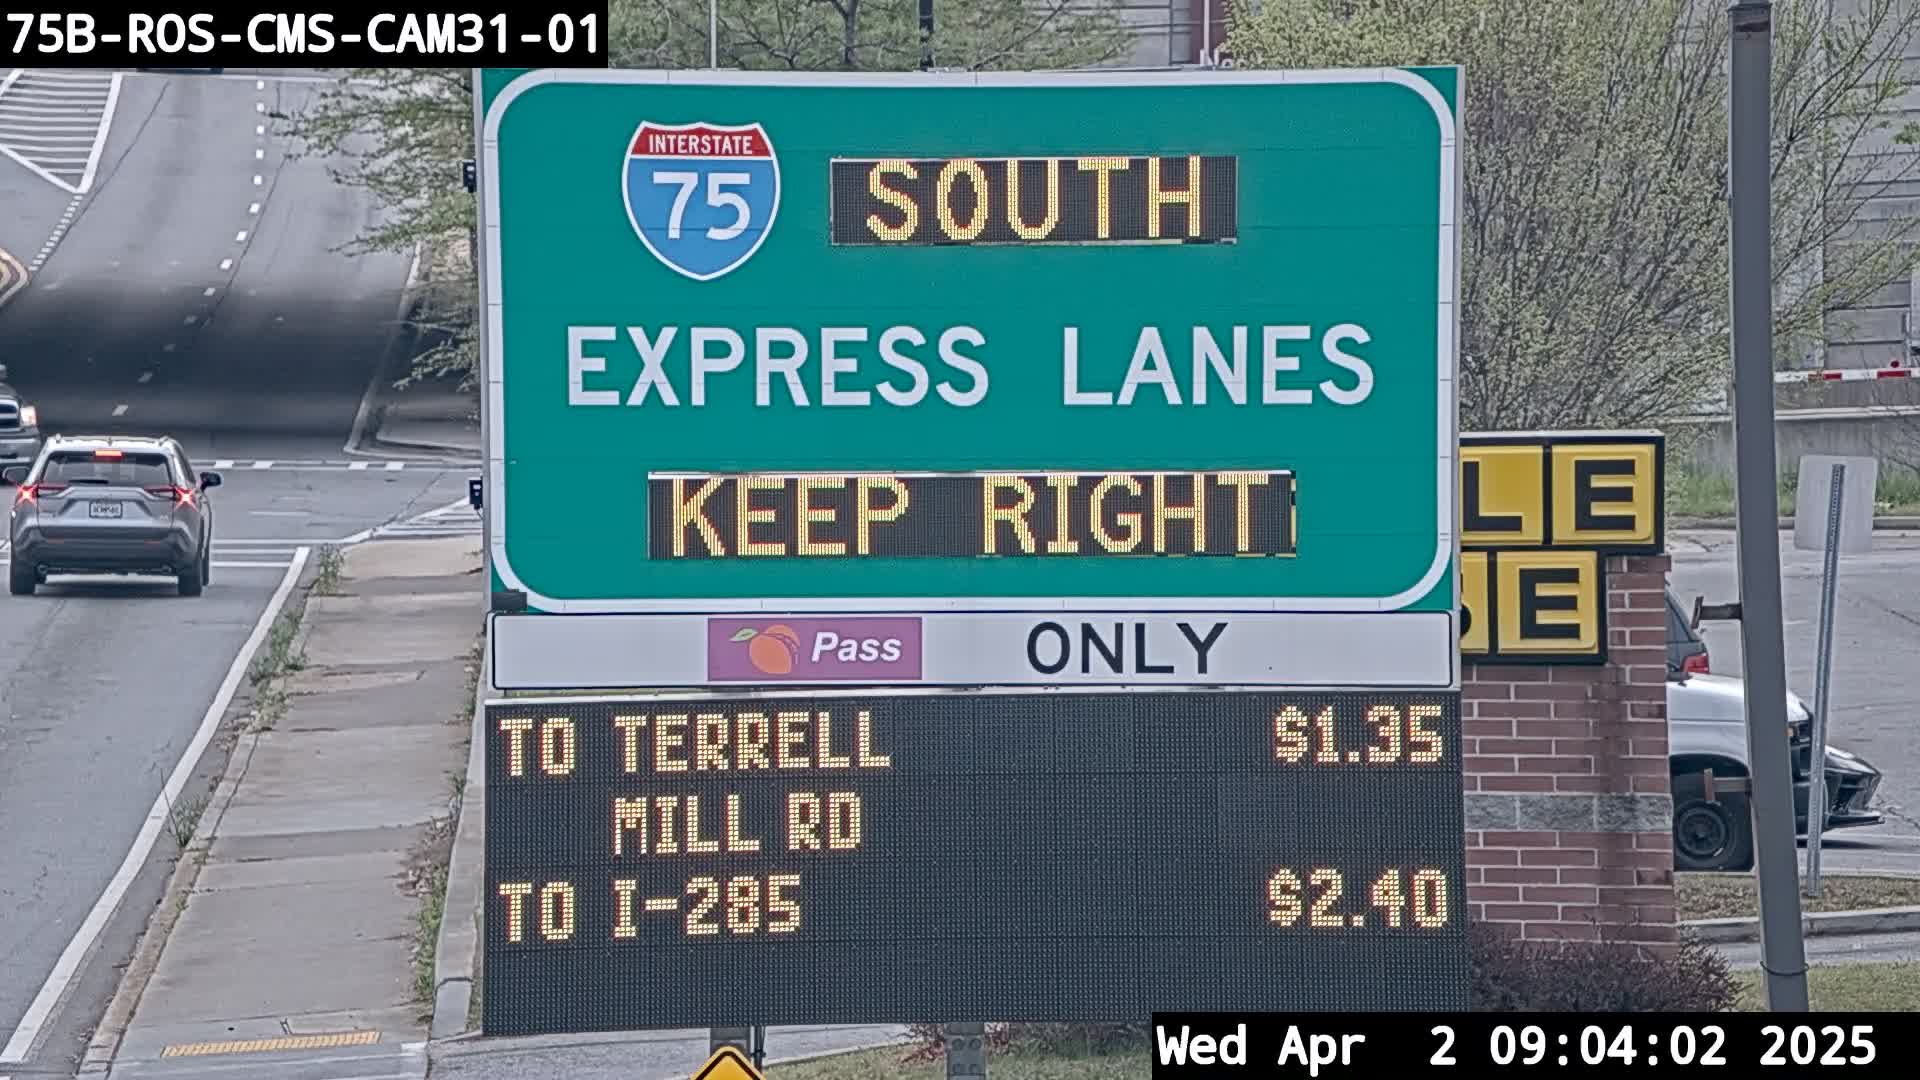 75B-ROS-CMS-CAM31-01
INTERSTATE
75
SOUTH
EXPRESS LANES
KEEP RIGHT
Pass ONLY
TO TERRELL $1.35
MILL RD
TO I-285 $2.40
LE
E
Wed Apr 2 09:04:02 2025